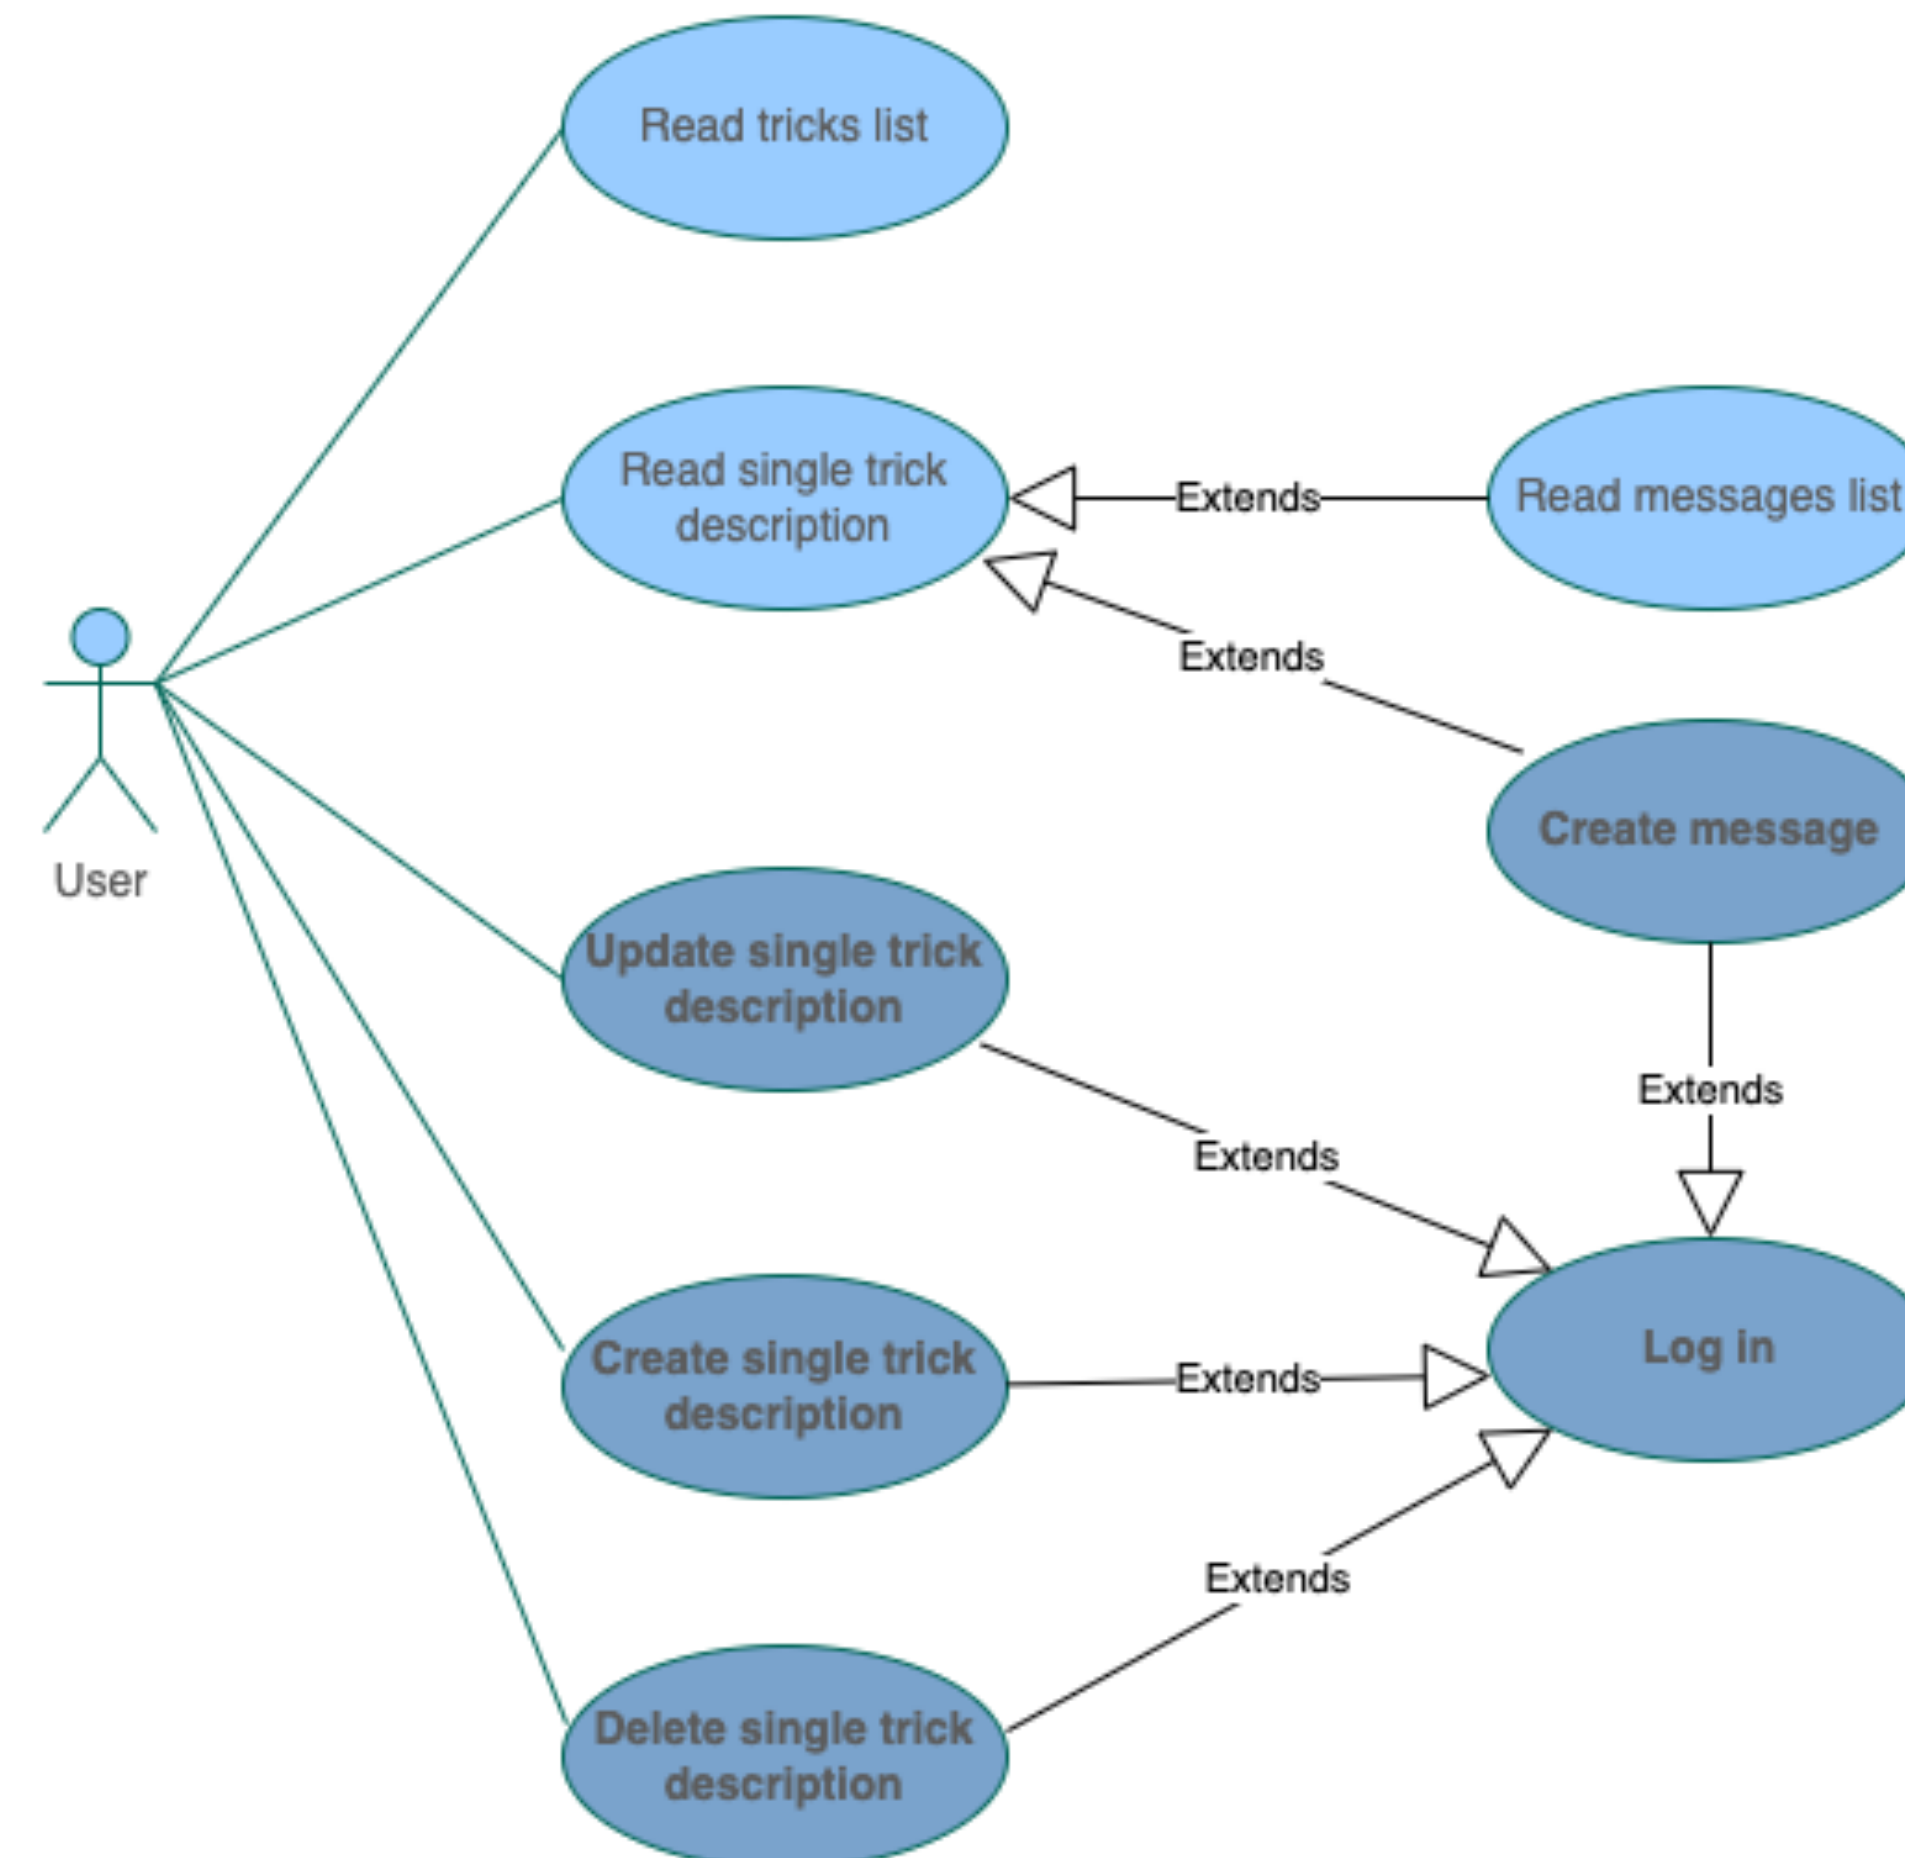 Read tricks list
Read single trick
description
Extends
Read messages list
Extends
Create message
User
Update single trick
description
Extends
Extends
Create single trick
description
Extends
Log in
Extends
Delete single trick
description